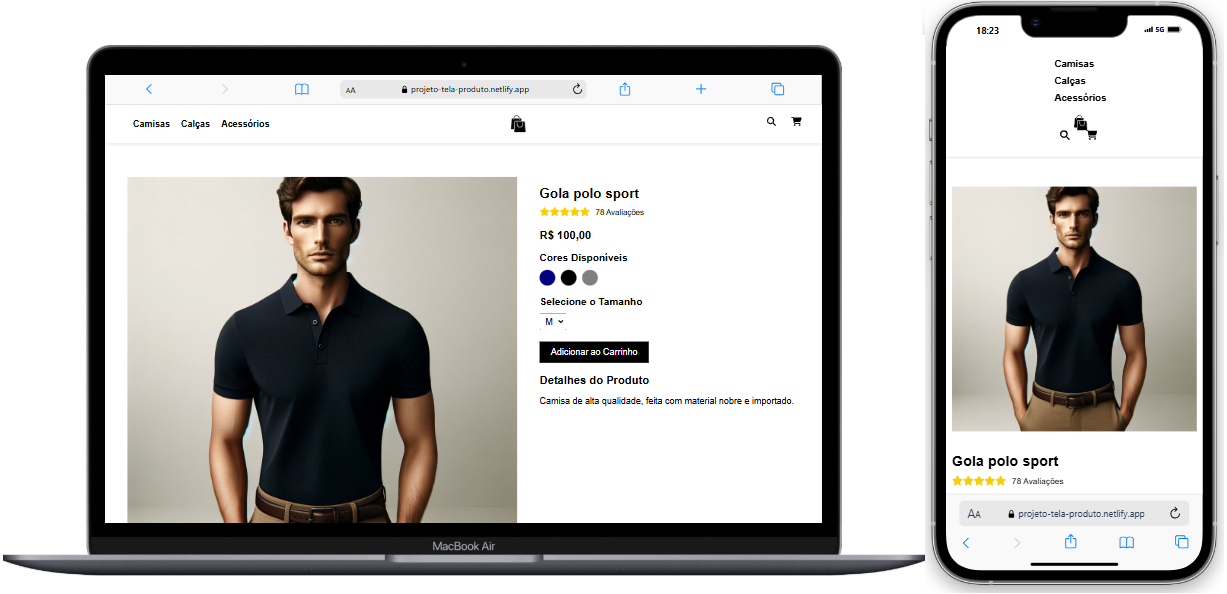 AA projeto-tela-produto.netlify.app
Camisas Calças Acessórios
Gola polo sport
78 Avaliações
R$ 100,00
Cores Disponíveis
Selecione o Tamanho
M
Adicionar ao Carrinho
Detalhes do Produto
Camisa de alta qualidade, feita com material nobre e importado.
MacBook Air
18:23 5G
Camisas
Calças
Acessórios
Gola polo sport
78 Avaliações
AA projeto-tela-produto.netlify.app